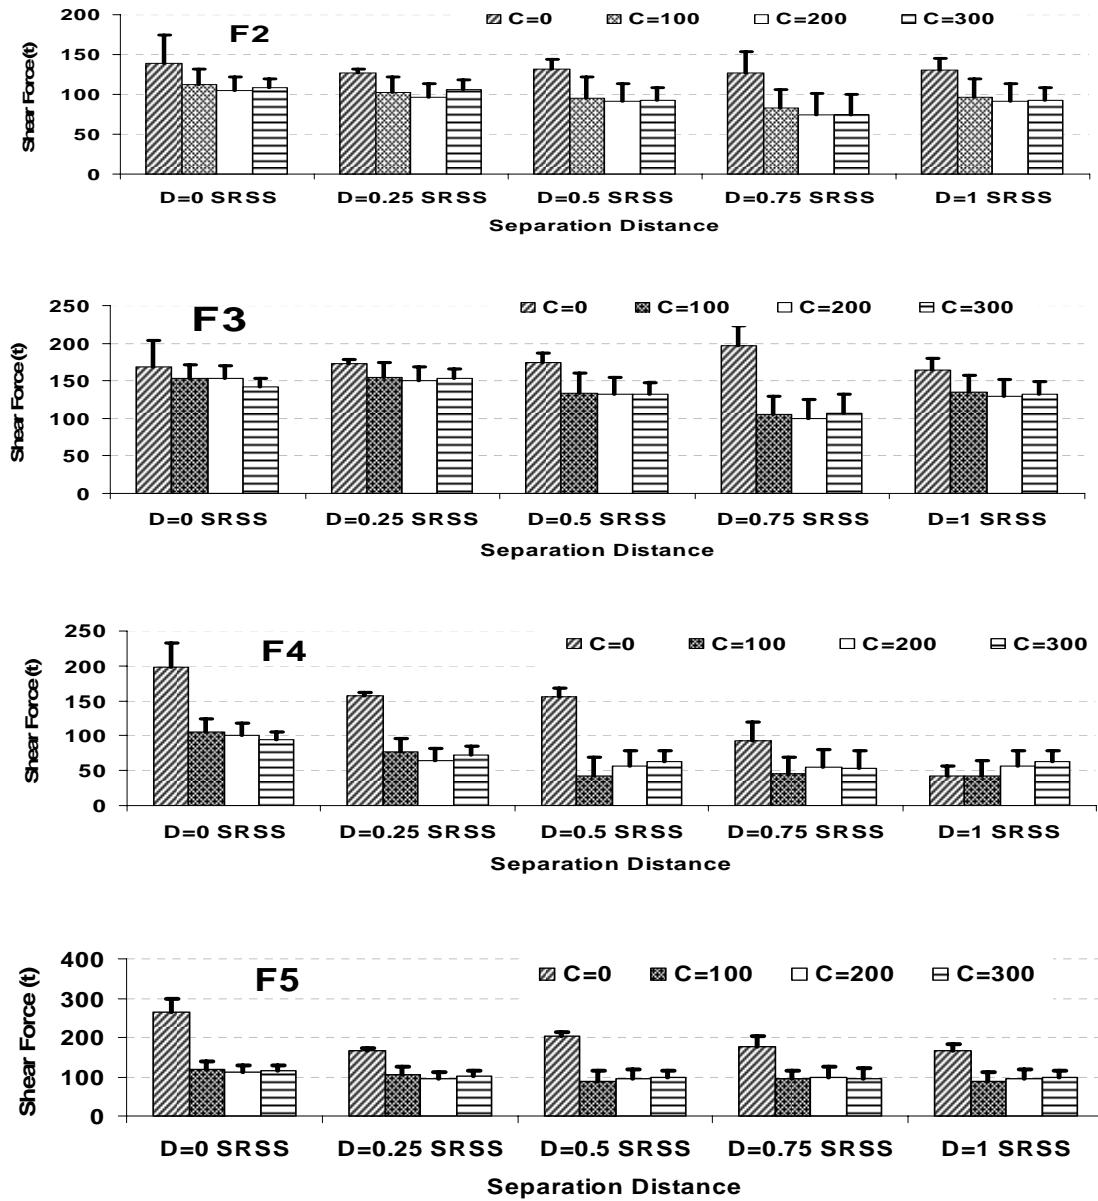 200
F2
C=0 C=100 C=200 C=300
150
100
50
0
Shear Force(t)
D=0 SRSS D=0.25 SRSS D=0.5 SRSS D=0.75 SRSS D=1 SRSS
Separation Distance
250
F3
C=0 C=100 C=200 C=300
200
150
100
50
0
Shear Force(t)
D=0 SRSS D=0.25 SRSS D=0.5 SRSS D=0.75 SRSS D=1 SRSS
Separation Distance
250
F4
C=0 C=100 C=200 C=300
200
150
100
50
0
Shear Force(t)
D=0 SRSS D=0.25 SRSS D=0.5 SRSS D=0.75 SRSS D=1 SRSS
Separation Distance
400
F5
C=0 C=100 C=200 C=300
300
200
100
0
Shear Force (t)
D=0 SRSS D=0.25 SRSS D=0.5 SRSS D=0.75 SRSS D=1 SRSS
Separation Distance